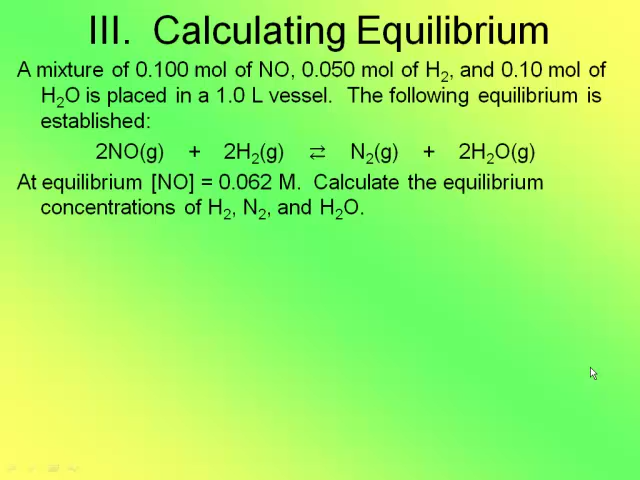 III. Calculating Equilibrium
A mixture of 0.100 mol of NO, 0.050 mol of H₂, and 0.10 mol of
H₂O is placed in a 1.0 L vessel. The following equilibrium is
established:
2NO(g) + 2H₂(g) ⇄ N₂(g) + 2H₂O(g)
At equilibrium [NO] = 0.062 M. Calculate the equilibrium
concentrations of H₂, N₂, and H₂O.